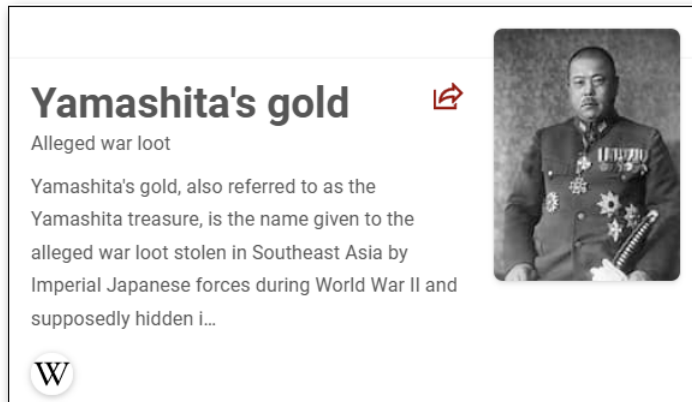 Yamashita's gold
Alleged war loot
Yamashita's gold, also referred to as the
Yamashita treasure, is the name given to the
alleged war loot stolen in Southeast Asia by
Imperial Japanese forces during World War II and
supposedly hidden i...
W